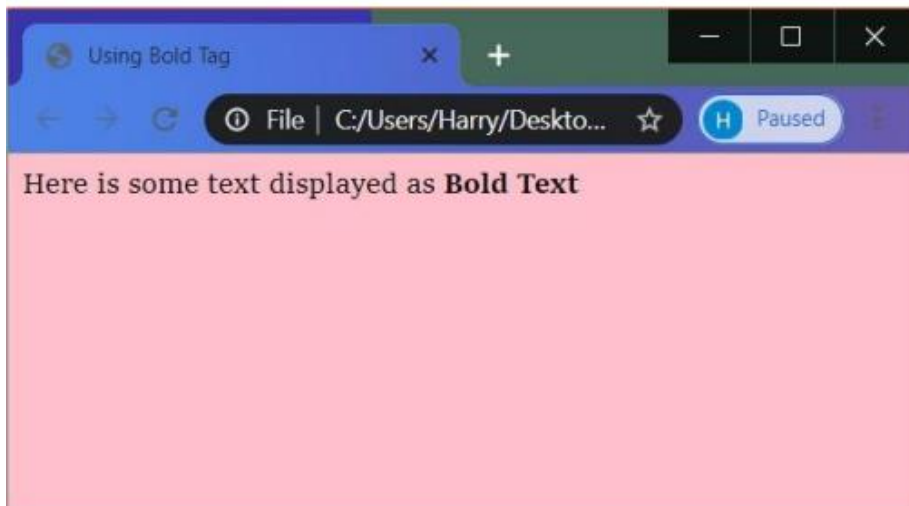 Using Bold Tag
File | C:/Users/Harry/Deskto...
H Paused
Here is some text displayed as Bold Text